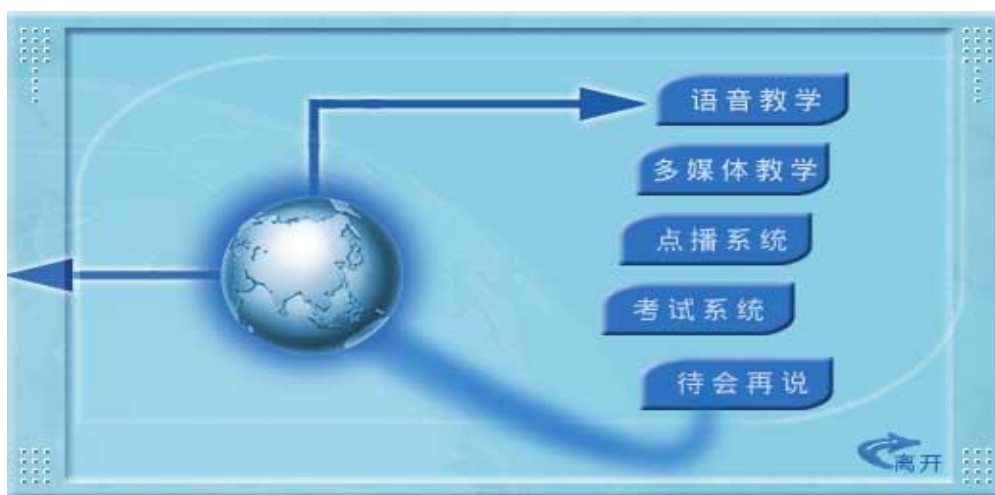 语音教学
多媒体教学
点播系统
考试系统
待会再说
离开